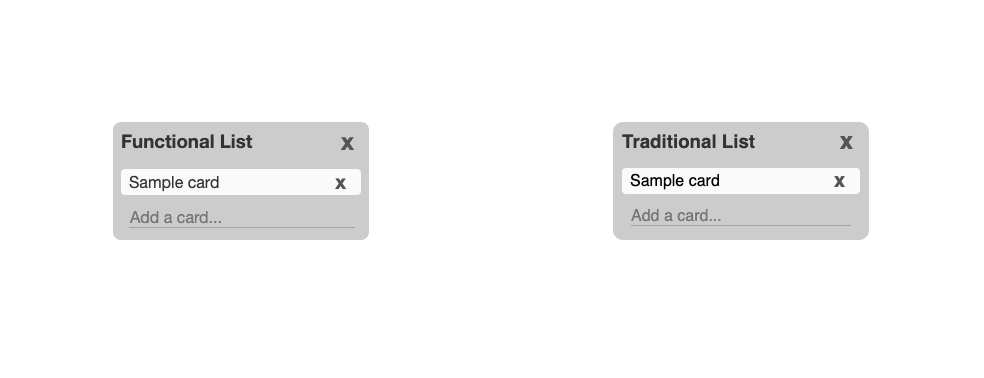 Functional List x
Sample card x
Add a card...
Traditional List x
Sample card x
Add a card...